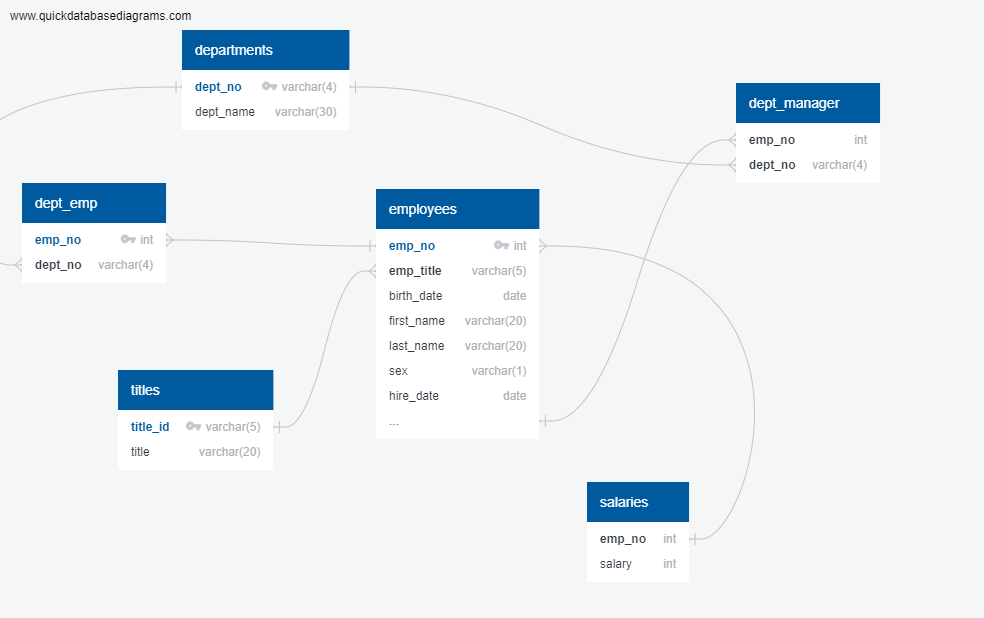 www.quickdatabasediagrams.com
departments
dept_no varchar(4)
dept_name varchar(30)
dept_manager
emp_no int
dept_no varchar(4)
dept_emp
emp_no int
dept_no varchar(4)
employees
emp_no int
emp_title varchar(5)
birth_date date
first_name varchar(20)
last_name varchar(20)
sex varchar(1)
hire_date date
...
titles
title_id varchar(5)
title varchar(20)
salaries
emp_no int
salary int